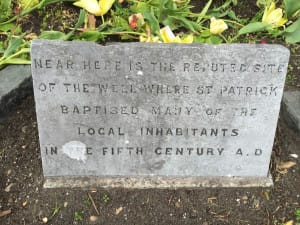 NEAR HERE IS THE REPUTED SITE
OF THE WELL WHERE ST PATRICK
BAPTISED MANY OF THE
LOCAL INHABITANTS
IN THE FIFTH CENTURY A.D